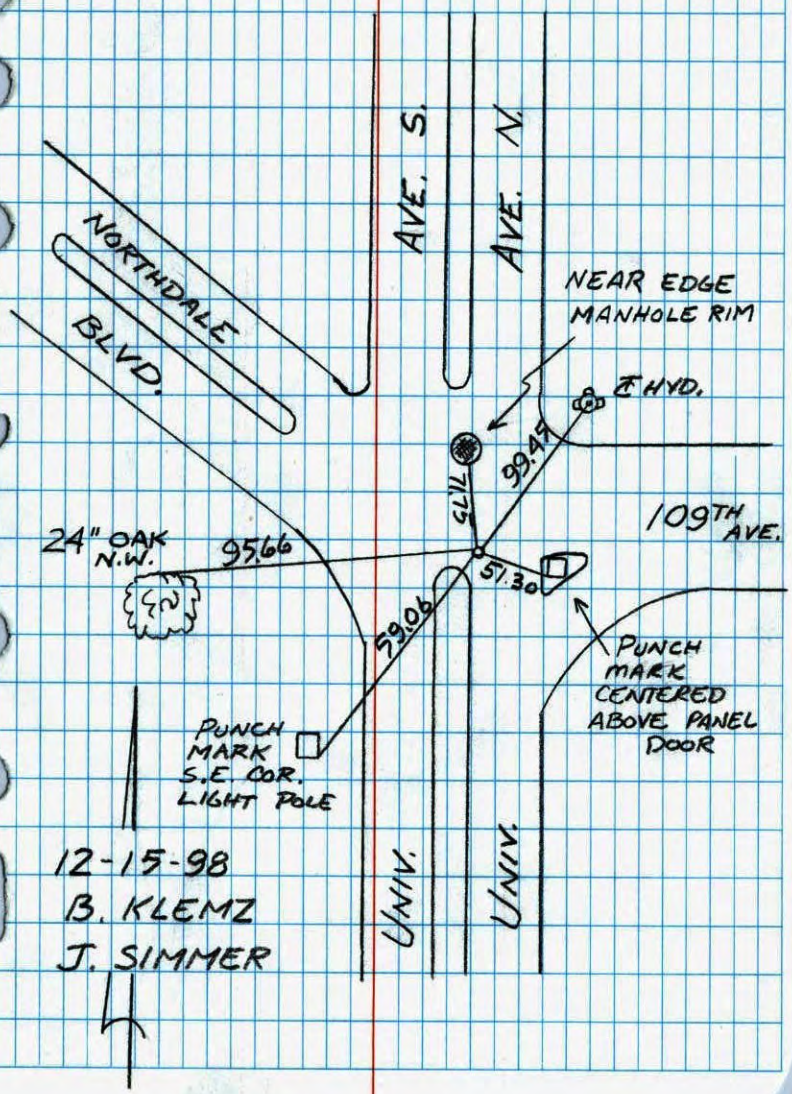 AVE. S.
AVE. N.
NORTHDALE
BLVD.
NEAR EDGE
MANHOLE RIM
℄ HYD.
99.45
71.75
109TH
AVE.
24" OAK
N.W.
95.66
51.30
59.06
PUNCH
MARK
CENTERED
ABOVE PANEL
DOOR
PUNCH
MARK
S.E. COR.
LIGHT POLE
12-15-98
B. KLEMZ
J. SIMMER
UNIV.
UNIV.